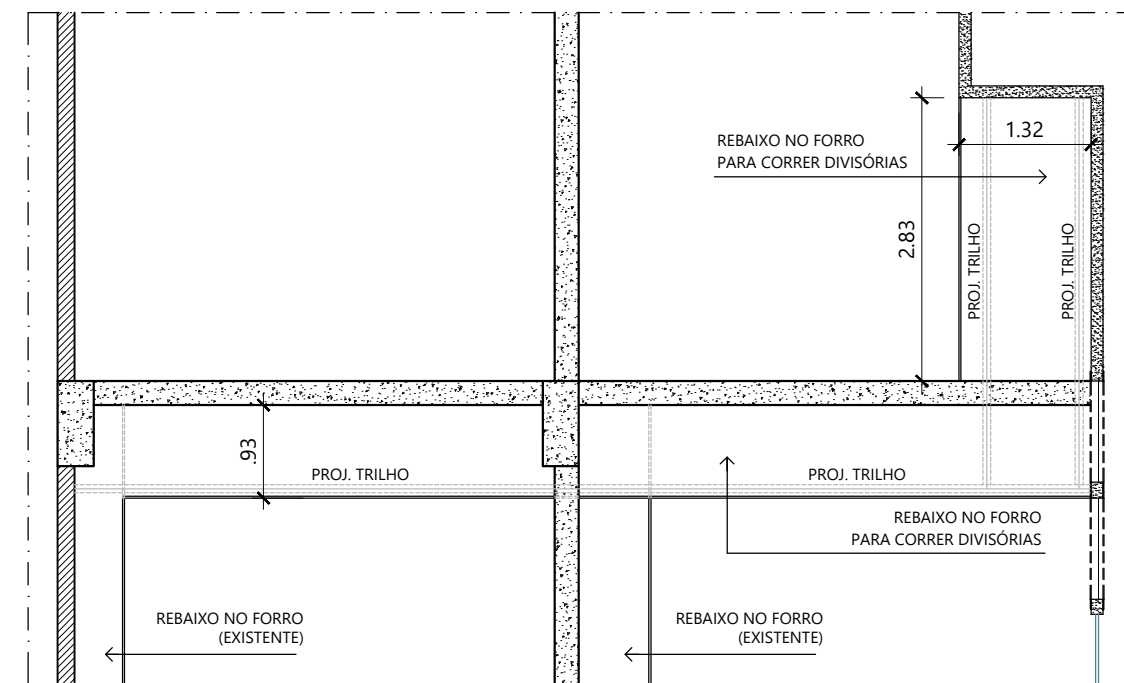 REBAIXO NO FORRO
PARA CORRER DIVISÓRIAS
1.32
2.83
PROJ. TRILHO
PROJ. TRILHO
.93
PROJ. TRILHO
PROJ. TRILHO
REBAIXO NO FORRO
PARA CORRER DIVISÓRIAS
REBAIXO NO FORRO
(EXISTENTE)
REBAIXO NO FORRO
(EXISTENTE)